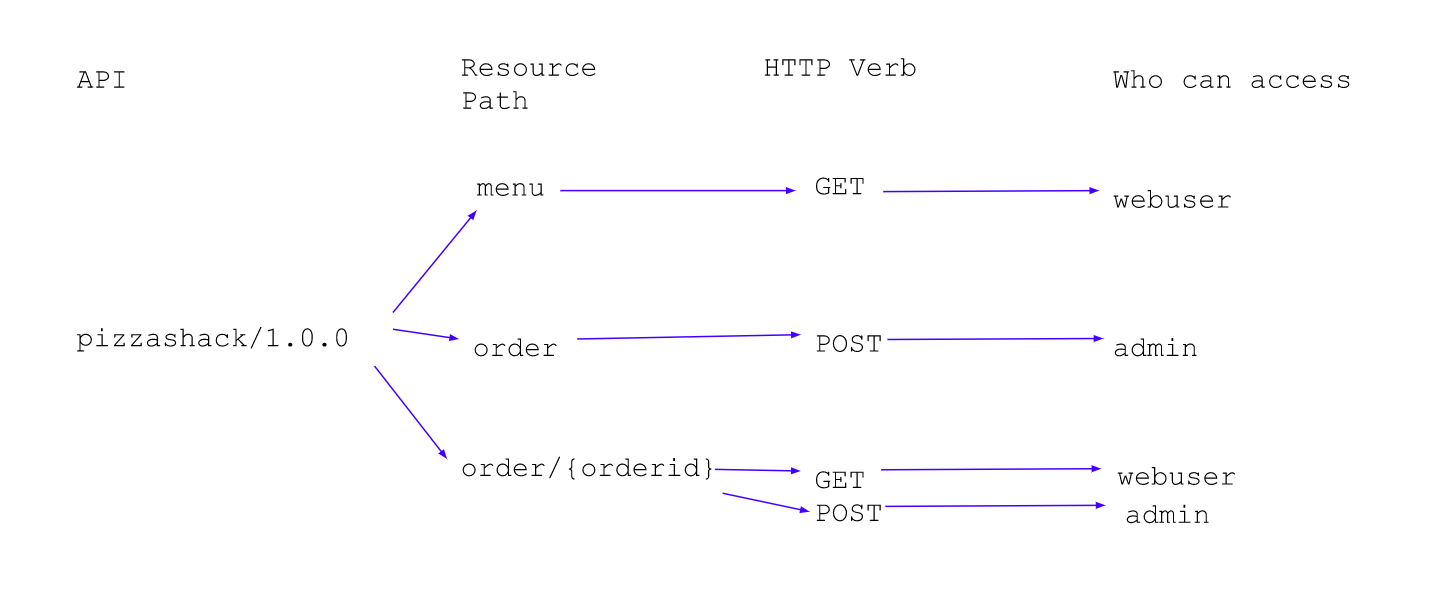 API
Resource
Path
HTTP Verb
Who can access
menu
GET
webuser
pizzashack/1.0.0
order
POST
admin
order/{orderid}
GET
webuser
POST
admin